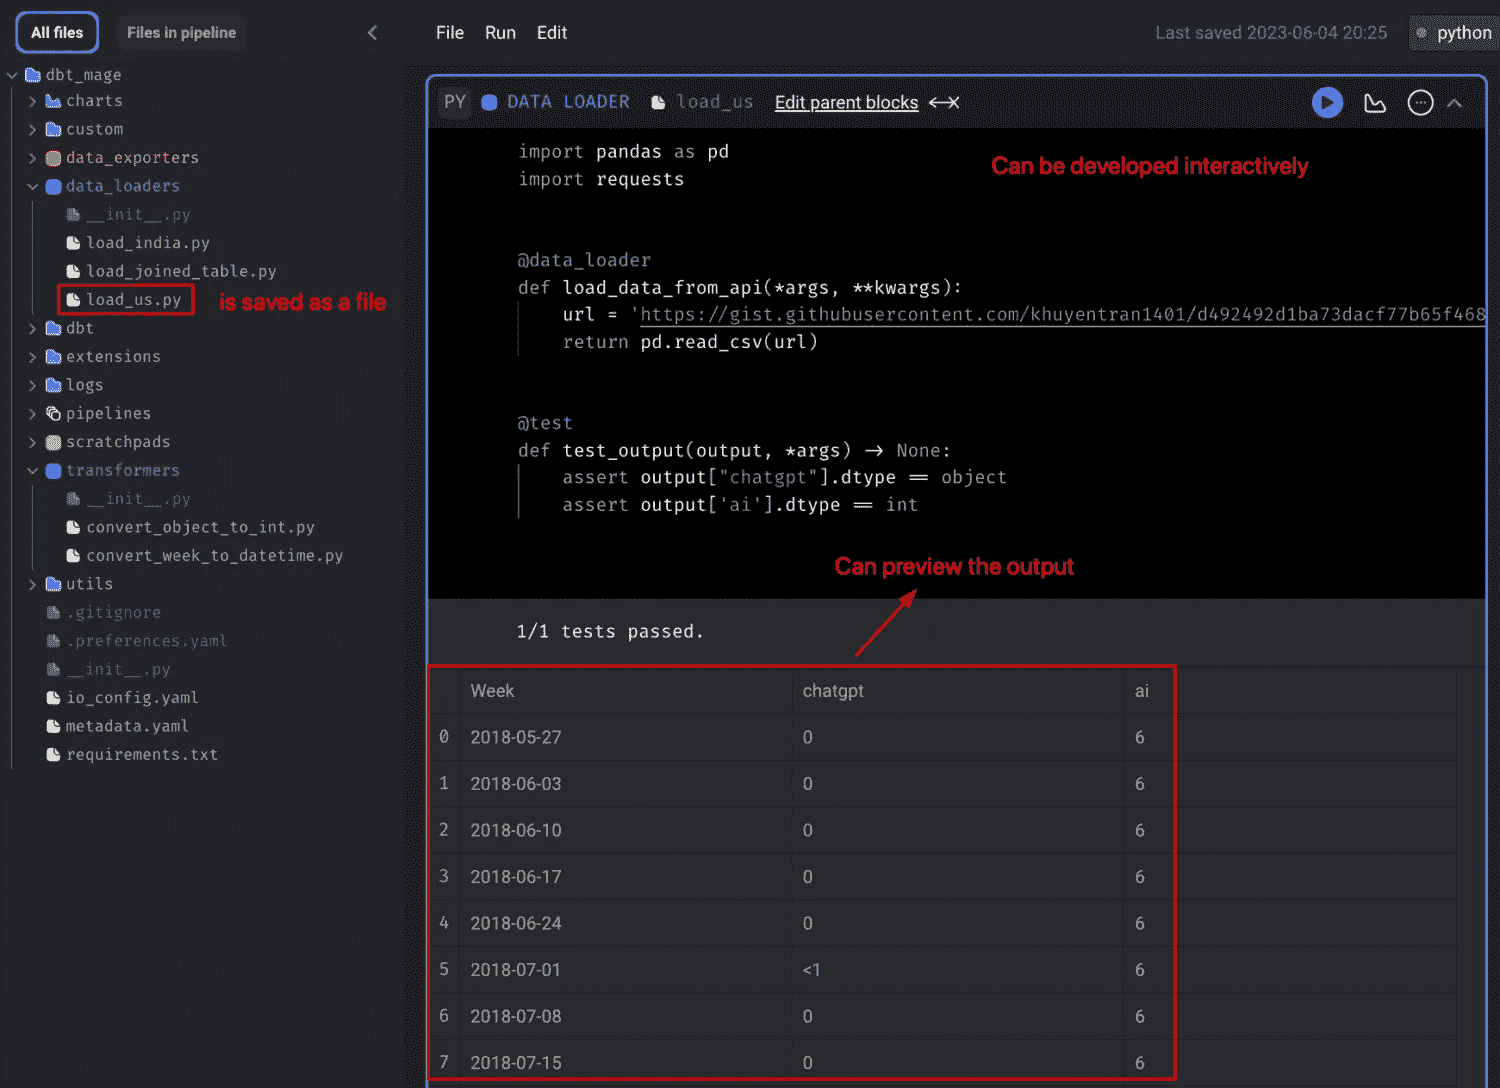 All files
Files in pipeline
File Run Edit
Last saved 2023-06-04 20:25
python
dbt_mage
charts
custom
data_exporters
data_loaders
__init__.py
load_india.py
load_joined_table.py
load_us.py
is saved as a file
dbt
extensions
logs
pipelines
scratchpads
transformers
__init__.py
convert_object_to_int.py
convert_week_to_datetime.py
utils
.gitignore
.preferences.yaml
__init__.py
io_config.yaml
metadata.yaml
requirements.txt
PY DATA LOADER load_us Edit parent blocks
import pandas as pd
import requests
Can be developed interactively
@data_loader
def load_data_from_api(*args, **kwargs):
url = 'https://gist.githubusercontent.com/khuyentran1401/d492492d1ba73dacf77b65f468
return pd.read_csv(url)
@test
def test_output(output, *args) -> None:
assert output["chatgpt"].dtype == object
assert output['ai'].dtype == int
Can preview the output
1/1 tests passed.
Week chatgpt ai
0 2018-05-27 0 6
1 2018-06-03 0 6
2 2018-06-10 0 6
3 2018-06-17 0 6
4 2018-06-24 0 6
5 2018-07-01 <1 6
6 2018-07-08 0 6
7 2018-07-15 0 6